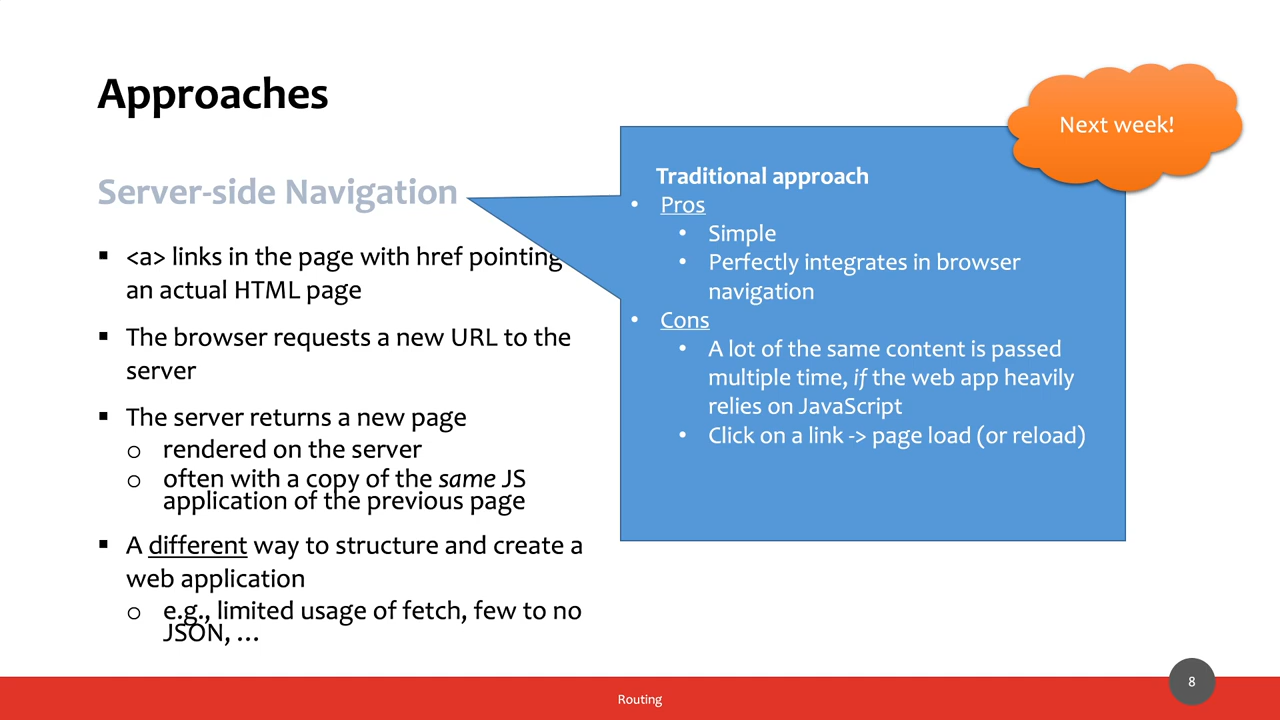 Approaches
Next week!
Server-side Navigation
<a> links in the page with href pointing
an actual HTML page
The browser requests a new URL to the
server
The server returns a new page
rendered on the server
often with a copy of the same JS
application of the previous page
A different way to structure and create a
web application
e.g., limited usage of fetch, few to no
JSON, …
Traditional approach
Pros
Simple
Perfectly integrates in browser
navigation
Cons
A lot of the same content is passed
multiple time, if the web app heavily
relies on JavaScript
Click on a link -> page load (or reload)
Routing
8